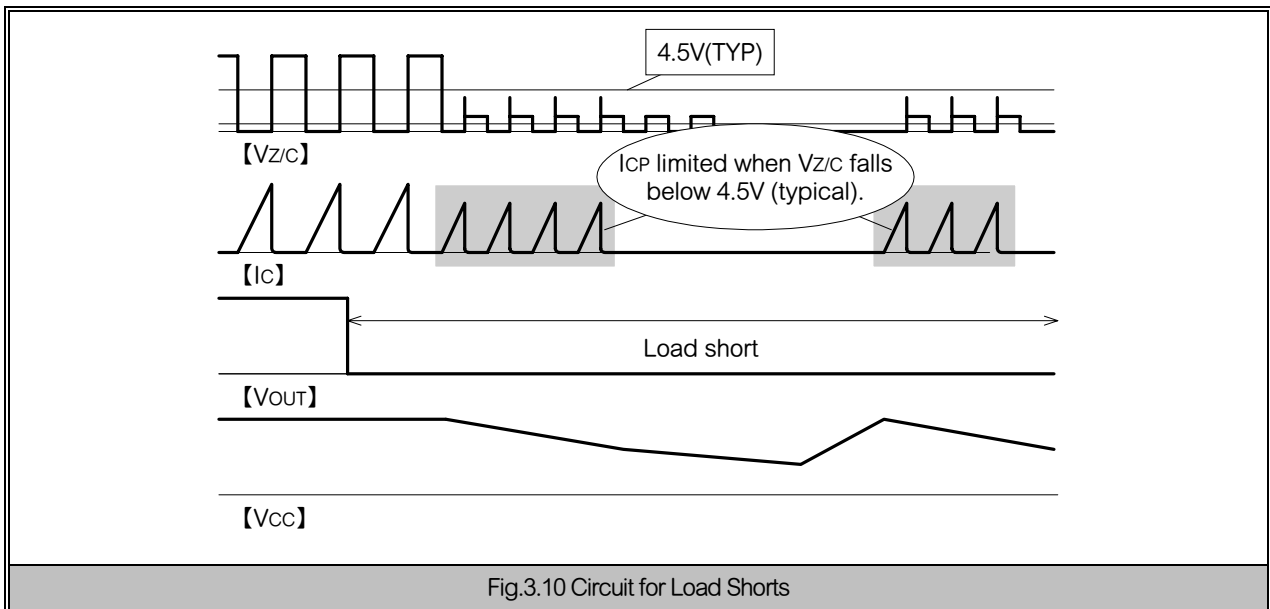 4.5V(TYP)
【VZ/C】
ICP limited when VZ/C falls
below 4.5V (typical).
【IC】
Load short
【VOUT】
【VCC】
Fig.3.10 Circuit for Load Shorts